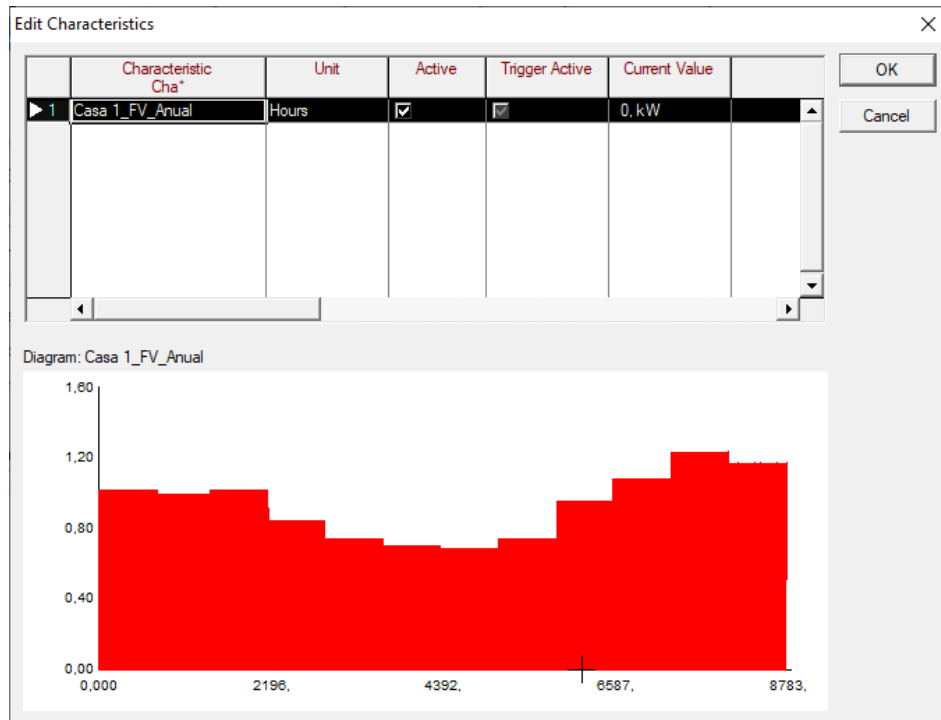 Edit Characteristics
Characteristic Unit Active Trigger Active Current Value
Cha*
OK
1 Casa 1_FV_Anual Hours 0, kW
Cancel
Diagram: Casa 1_FV_Anual
1,60
1,20
0,80
0,40
0,00
0,000 2196, 4392, 6587, 8783,